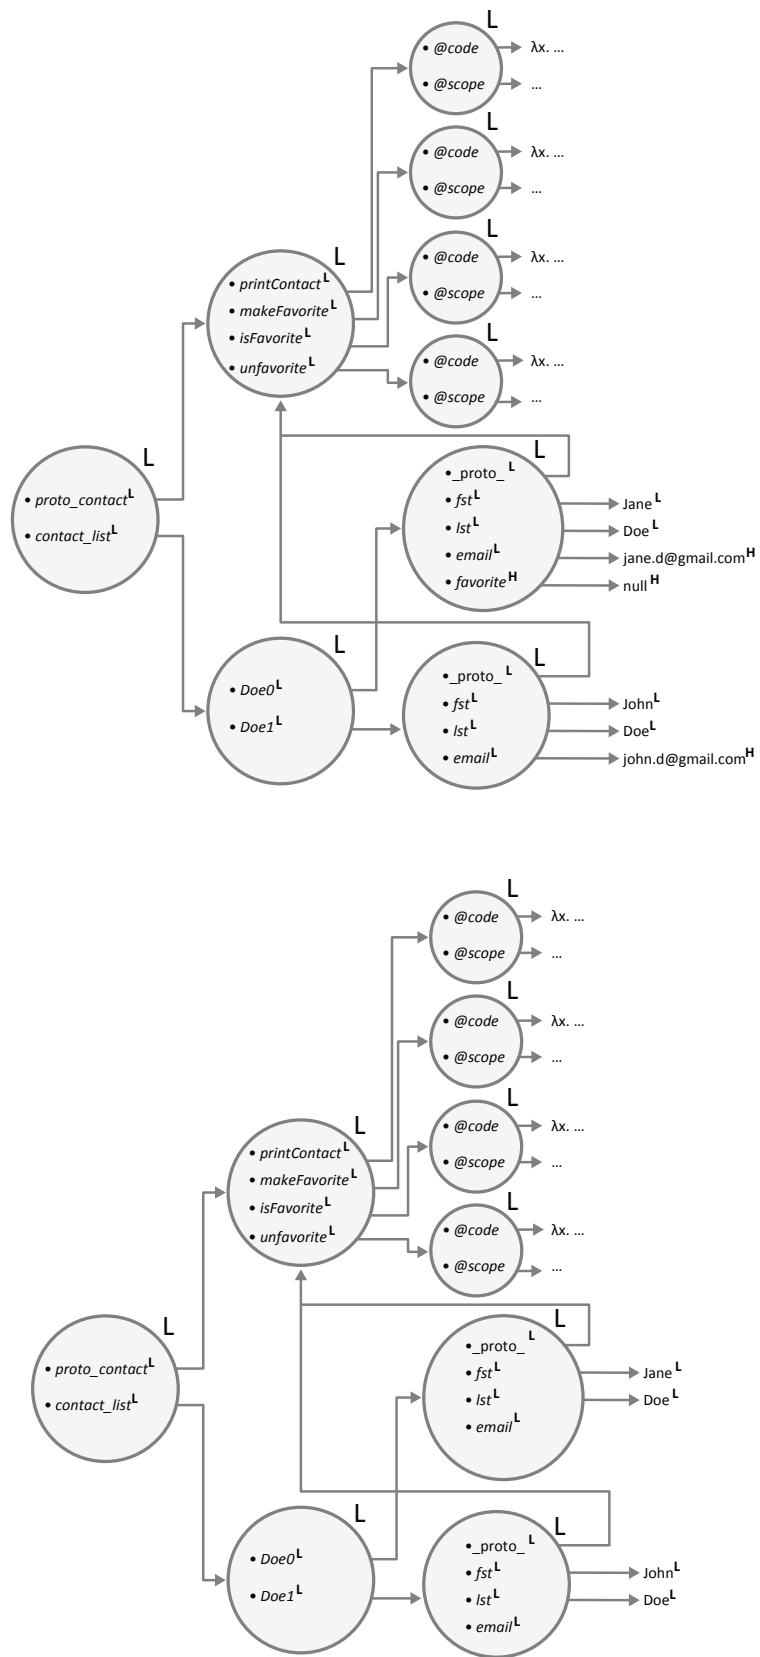 L
• @code λx. ...
• @scope ...
L
• @code λx. ...
• @scope ...
L
• @code λx. ...
• @scope ...
L
• @code λx. ...
• @scope ...
L
• printContact L
• makeFavorite L
• isFavorite L
• unfavorite L
L
• proto_contact L
• contact_list L
L
•_proto_ L
• fst L Jane L
• lst L Doe L
• email L jane.d@gmail.com H
• favorite H null H
L
• Doe0 L
• Doe1 L
L
•_proto_ L
• fst L John L
• lst L Doe L
• email L john.d@gmail.com H
L
• @code λx. ...
• @scope ...
L
• @code λx. ...
• @scope ...
L
• @code λx. ...
• @scope ...
L
• @code λx. ...
• @scope ...
L
• printContact L
• makeFavorite L
• isFavorite L
• unfavorite L
L
• proto_contact L
• contact_list L
L
•_proto_ L
• fst L Jane L
• lst L Doe L
• email L
L
• Doe0 L
• Doe1 L
L
•_proto_ L
• fst L John L
• lst L Doe L
• email L